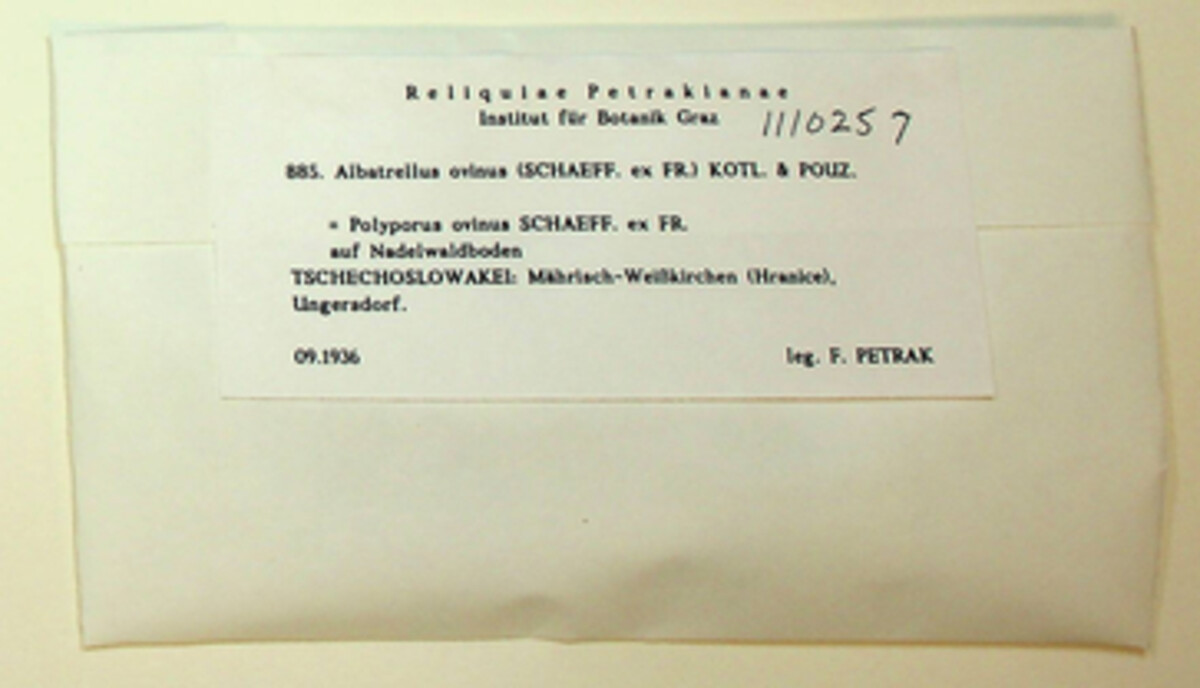 Reliquiae Petrakianae
Institut für Botanik Graz 1110257
885. Albatrellus ovinus (SCHAEFF. ex FR.) KOTL. & POUZ.
= Polyporus ovinus SCHAEFF. ex FR.
auf Nadelwaldboden
TSCHECHOSLOWAKEI: Mährisch-Weißkirchen (Hranice),
Ungersdorf.
09.1936 leg. F. PETRAK